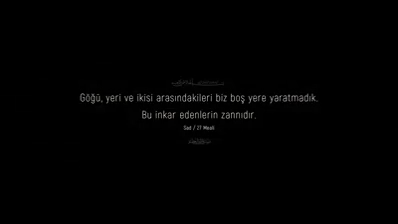 Göğü, yeri ve ikisi arasındakileri biz boş yere yaratmadık.
Bu inkar edenlerin zannıdır.
Sad / 27 Meali